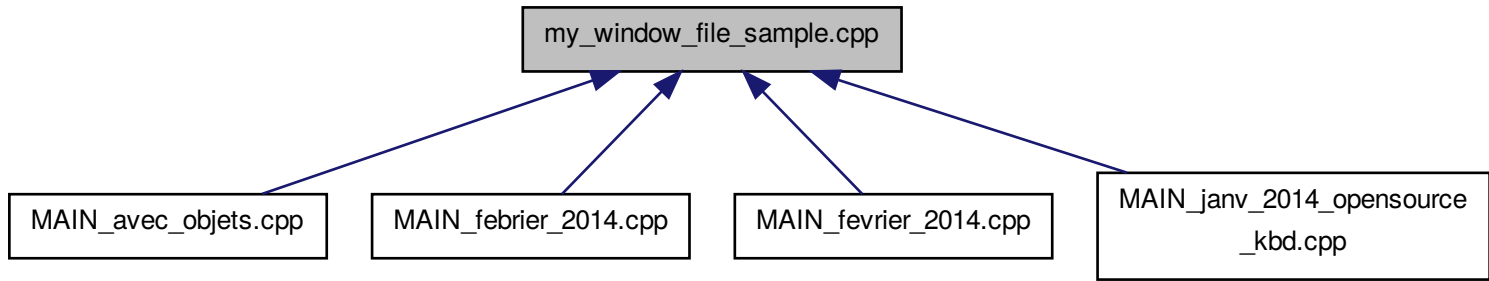 my_window_file_sample.cpp
MAIN_avec_objets.cpp
MAIN_febrier_2014.cpp
MAIN_fevrier_2014.cpp
MAIN_janv_2014_opensource
_kbd.cpp